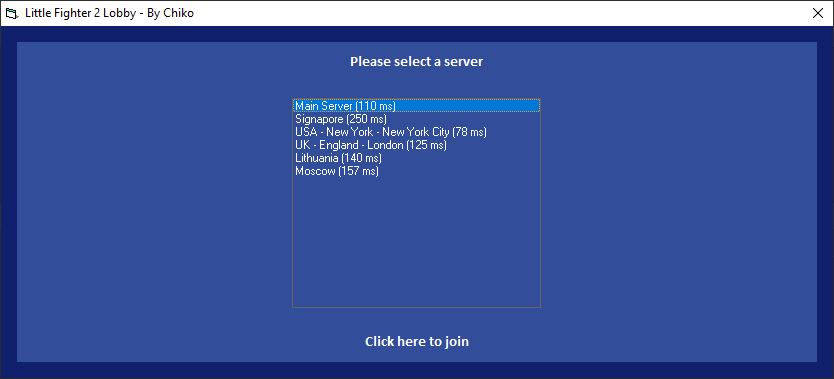 Little Fighter 2 Lobby - By Chiko
Please select a server
Main Server (110 ms)
Signapore (250 ms)
USA - New York - New York City (78 ms)
UK - England - London (125 ms)
Lithuania (140 ms)
Moscow (157 ms)
Click here to join